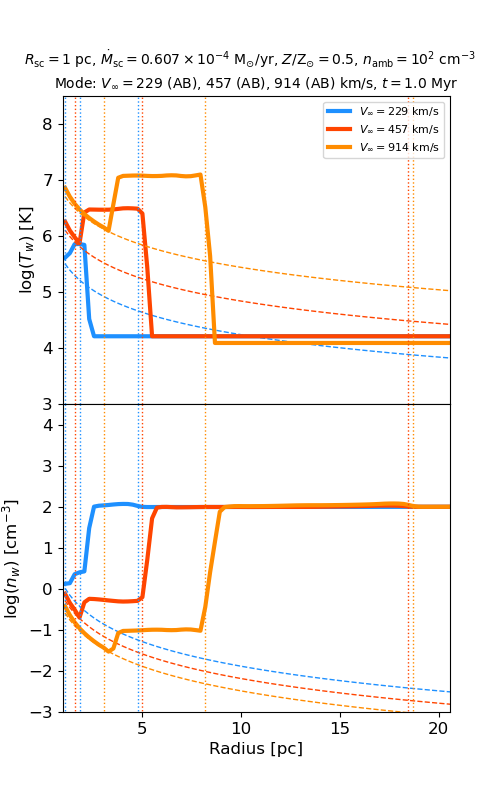 R_sc = 1 pc, Ṁ_sc = 0.607 × 10⁻⁴ M_⊙/yr, Z/Z_⊙ = 0.5, n_amb = 10² cm⁻³
Mode: V_∞ = 229 (AB), 457 (AB), 914 (AB) km/s, t = 1.0 Myr
V_∞ = 229 km/s
V_∞ = 457 km/s
V_∞ = 914 km/s
log(T_w) [K]
8
7
6
5
4
3
log(n_w) [cm⁻³]
4
3
2
1
0
−1
−2
−3
5
10
15
20
Radius [pc]